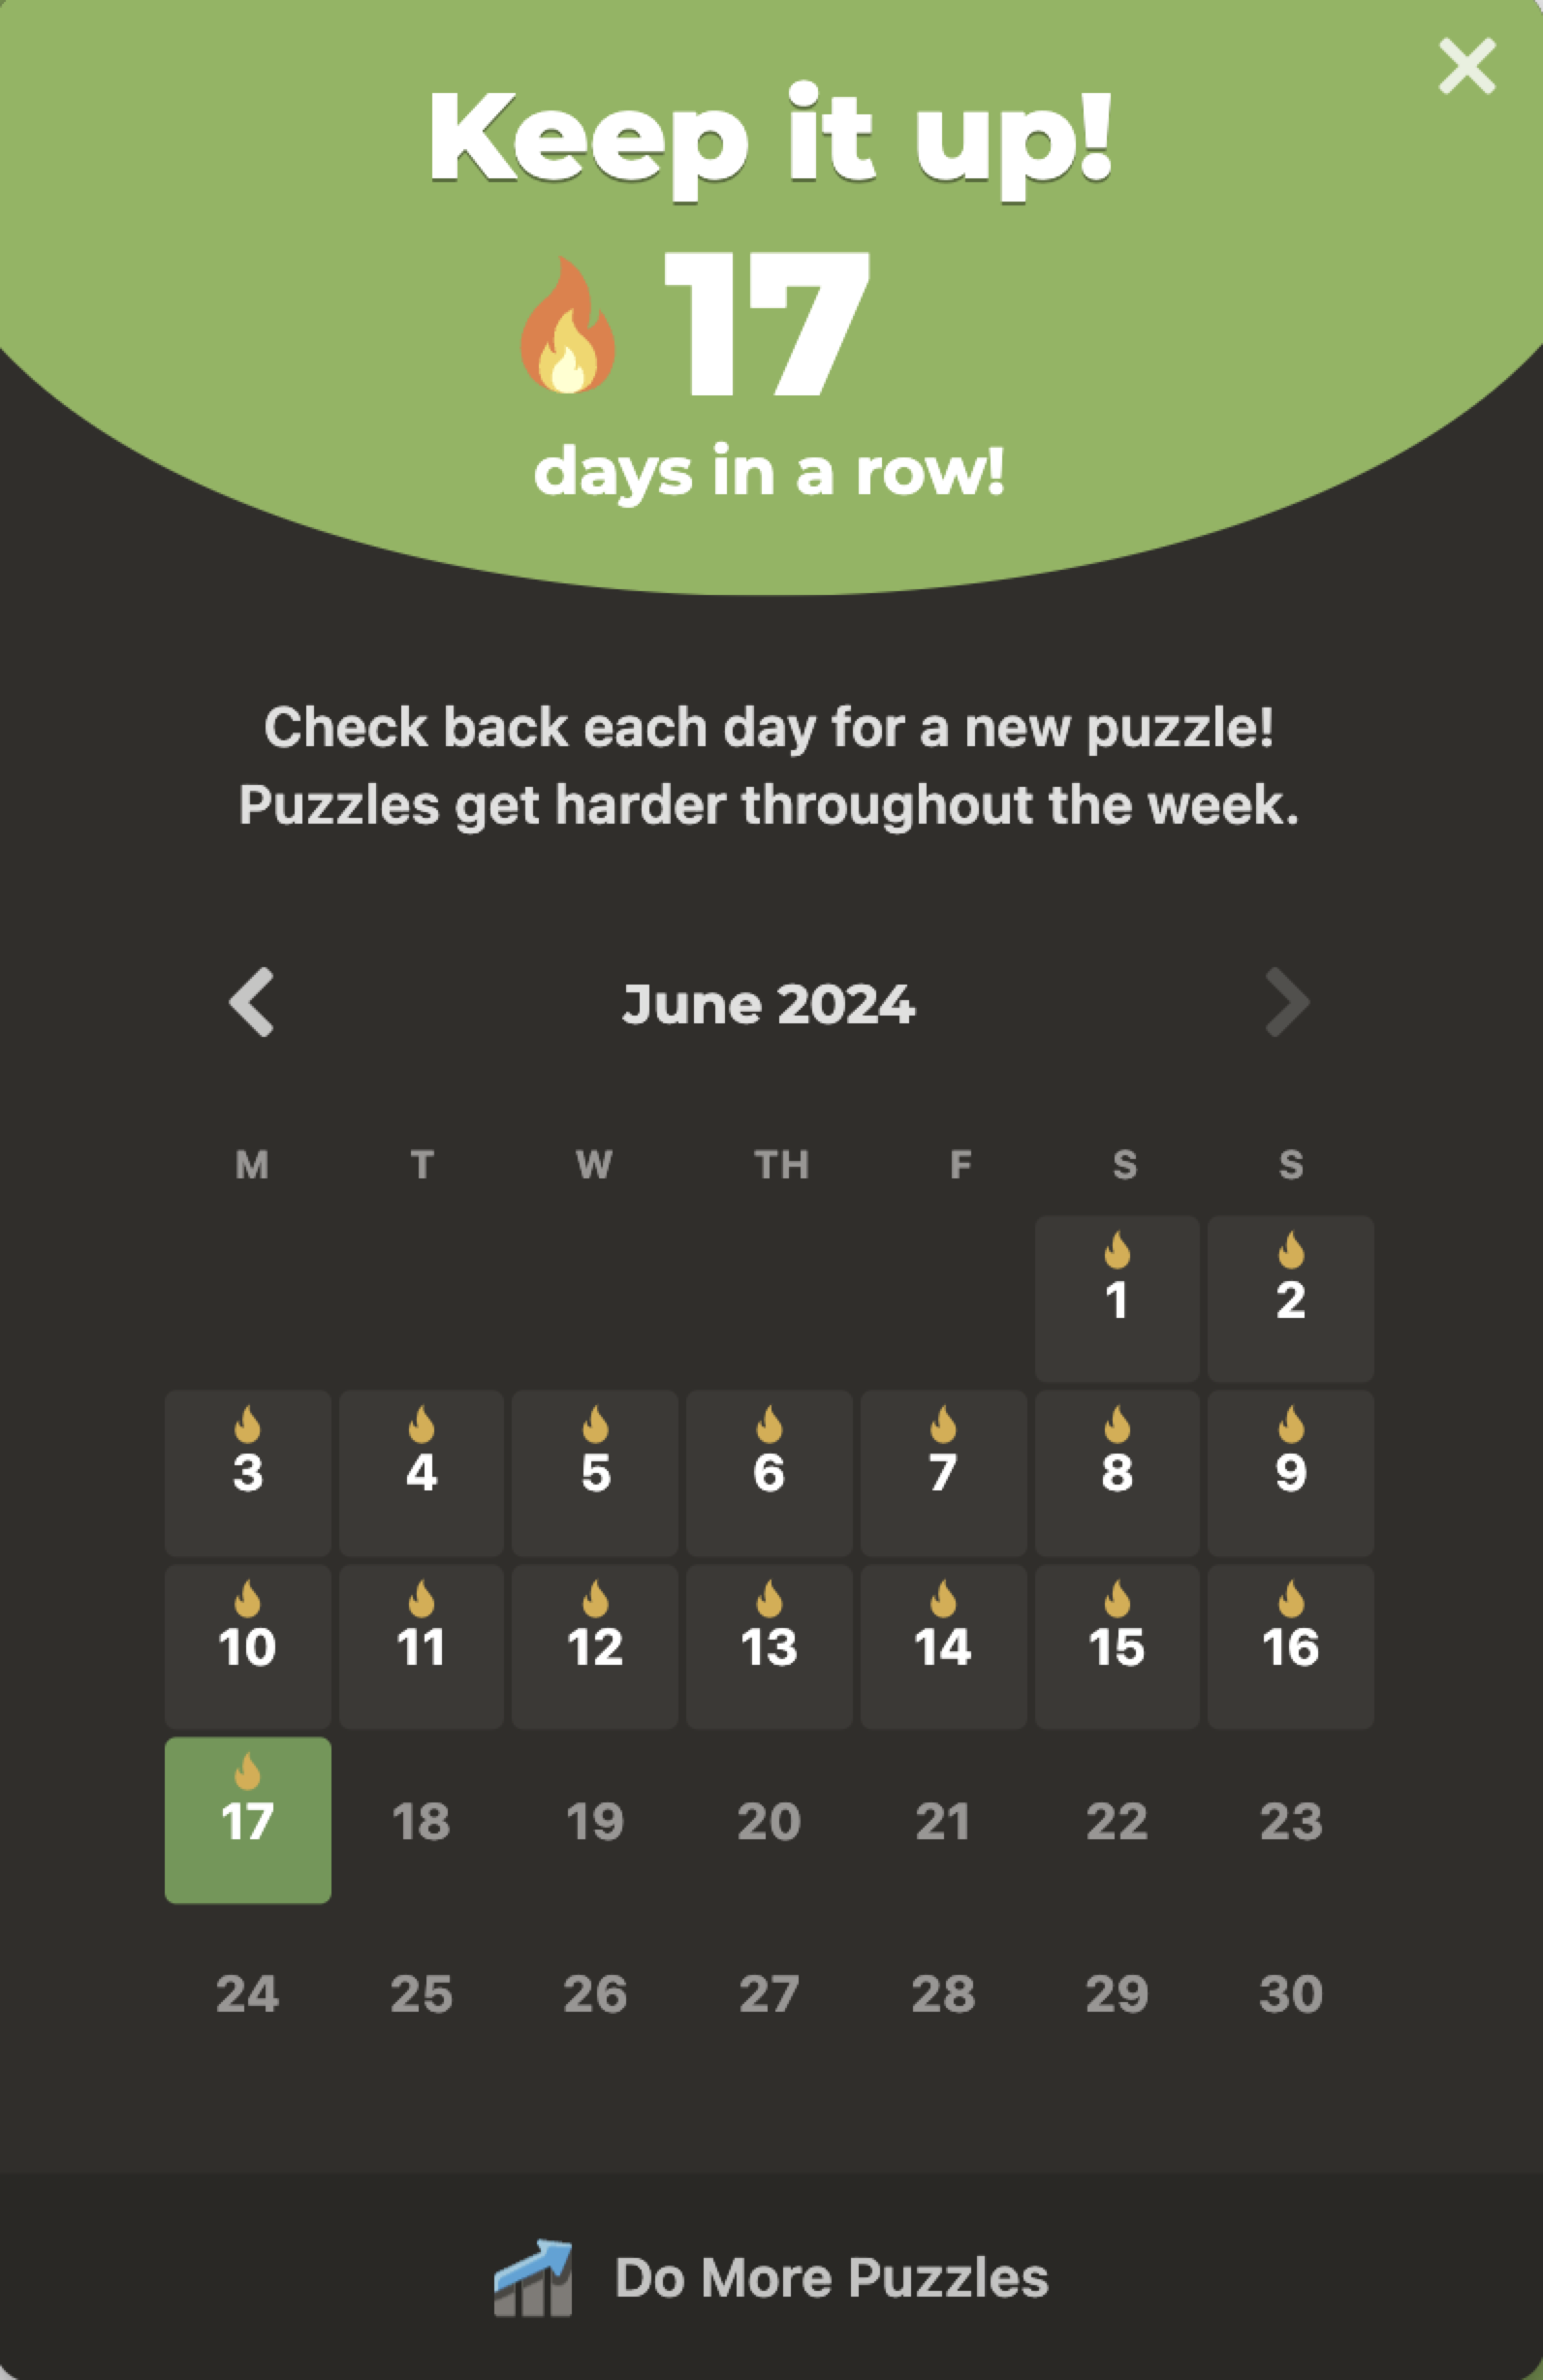 Keep it up!
17
days in a row!
Check back each day for a new puzzle!
Puzzles get harder throughout the week.
June 2024
M T W TH F S S
1 2
3 4 5 6 7 8 9
10 11 12 13 14 15 16
17 18 19 20 21 22 23
24 25 26 27 28 29 30
Do More Puzzles